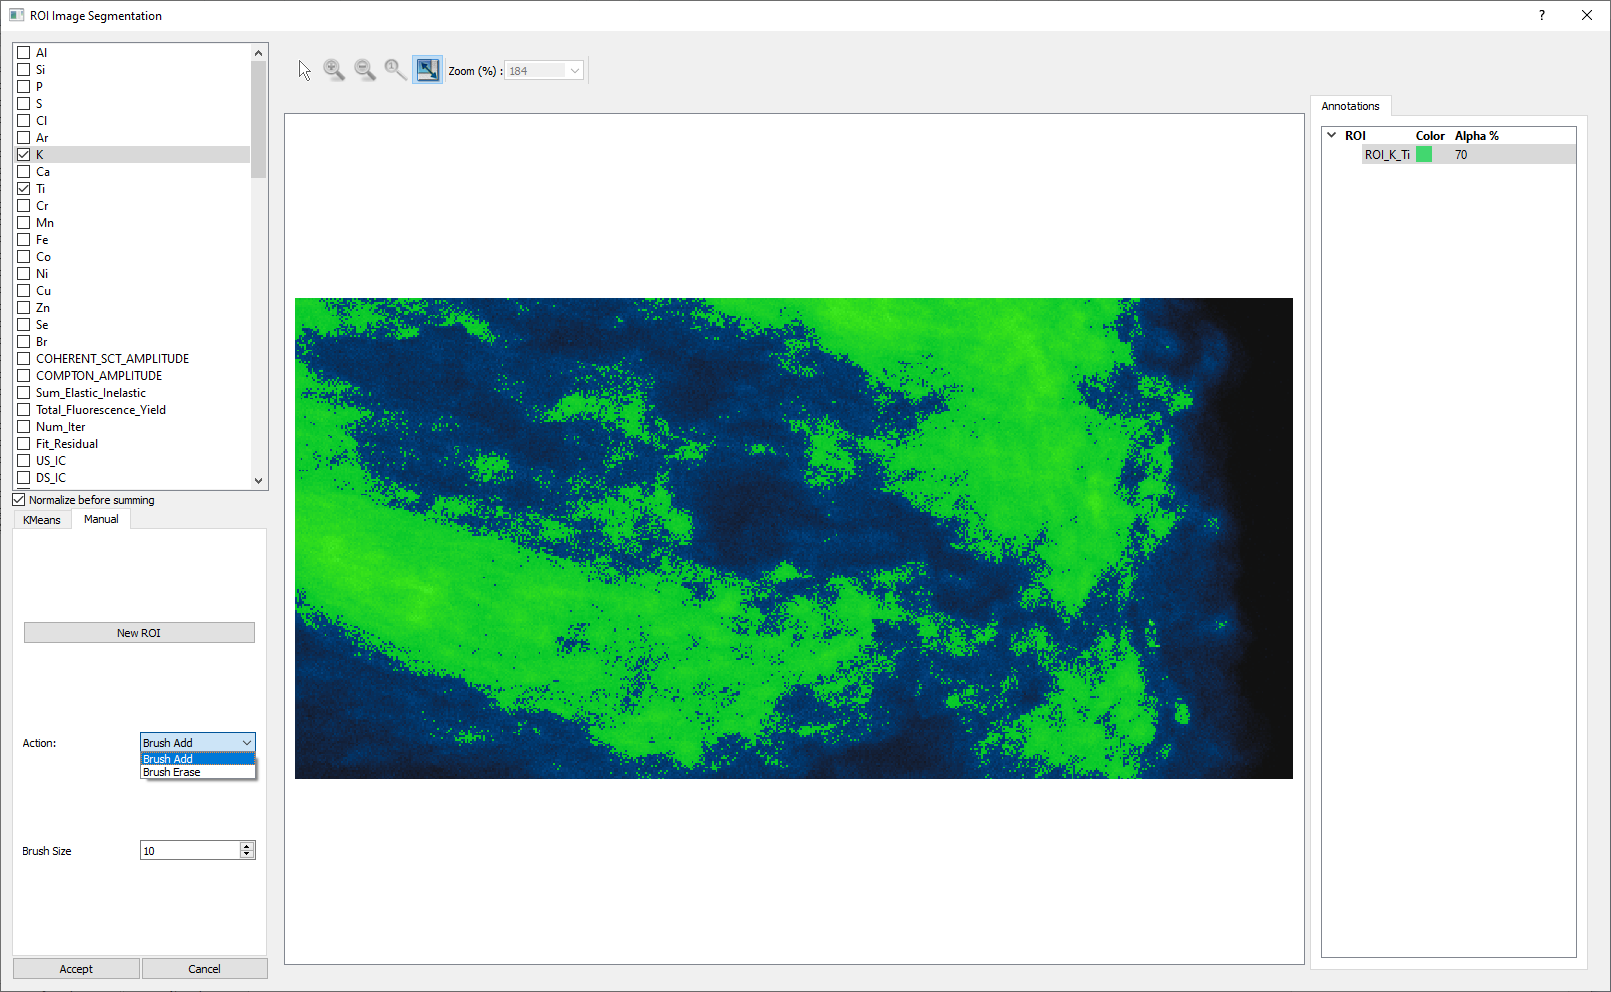 ROI Image Segmentation
?
Al
Si
P
S
Cl
Ar
K
Ca
Ti
Cr
Mn
Fe
Co
Ni
Cu
Zn
Se
Br
COHERENT_SCT_AMPLITUDE
COMPTON_AMPLITUDE
Sum_Elastic_Inelastic
Total_Fluorescence_Yield
Num_Iter
Fit_Residual
US_IC
DS_IC
Normalize before summing
KMeans
Manual
New ROI
Action:
Brush Add
Brush Add
Brush Erase
Brush Size
10
Accept
Cancel
1
Zoom (%) :
184
Annotations
ROI Color Alpha %
ROI_K_Ti 70